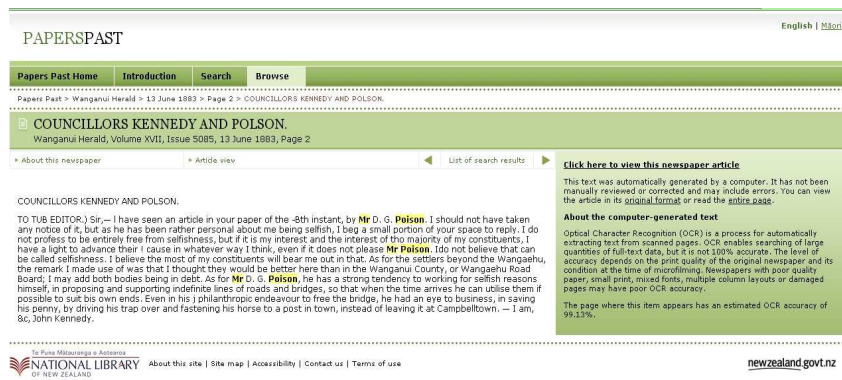 English | Māori
PAPERSPAST
Papers Past Home Introduction Search Browse
Papers Past > Wanganui Herald > 13 June 1883 > Page 2 > COUNCILLORS KENNEDY AND POLSON.
COUNCILLORS KENNEDY AND POLSON.
Wanganui Herald, Volume XVII, Issue 5085, 13 June 1883, Page 2
About this newspaper Article view List of search results
COUNCILLORS KENNEDY AND POLSON.
TO TUB EDITOR.) Sir,— I have seen an article in your paper of the -8th instant, by Mr D. G. Poison. I should not have taken
any notice of it, but as he has been rather personal about me being selfish, I beg a small portion of your space to reply. I do
not profess to be entirely free from selfishness, but if it is my interest and the interest of tho majority of my constituents, I
have a light to advance their ! cause in whatever way I think, even if it does not please Mr Poison. Ido not believe that can
be called selfishness. I believe the most of my constituents will bear me out in that. As for the settlers beyond the Wangaehu,
the remark I made use of was that I thought they would be better here than in the Wanganui County, or Wangaehu Road
Board; I may add both bodies being in debt. As for Mr D. G. Poison, he has a strong tendency to working for selfish reasons
himself, in proposing and supporting indefinite lines of roads and bridges, so that when the time arrives he can utilise them if
possible to suit bis own ends. Even in his j philanthropic endeavour to free the bridge, he had an eye to business, in saving
his penny, by driving his trap over and fastening his horse to a post in town, instead of leaving it at Campbelltown. — I am,
&c, John Kennedy.
Click here to view this newspaper article
This text was automatically generated by a computer. It has not been
manually reviewed or corrected and may include errors. You can view
the article in its original format or read the entire page.
About the computer-generated text
Optical Character Recognition (OCR) is a process for automatically
extracting text from scanned pages. OCR enables searching of large
quantities of full-text data, but it is not 100% accurate. The level of
accuracy depends on the print quality of the original newspaper and its
condition at the time of microfilming. Newspapers with poor quality
paper, small print, mixed fonts, multiple column layouts or damaged
pages may have poor OCR accuracy.
The page where this item appears has an estimated OCR accuracy of
99.13%.
Te Puna Mātauranga o Aotearoa
NATIONAL LIBRARY
OF NEW ZEALAND
About this site | Site map | Accessibility | Contact us | Terms of use
newzealand.govt.nz